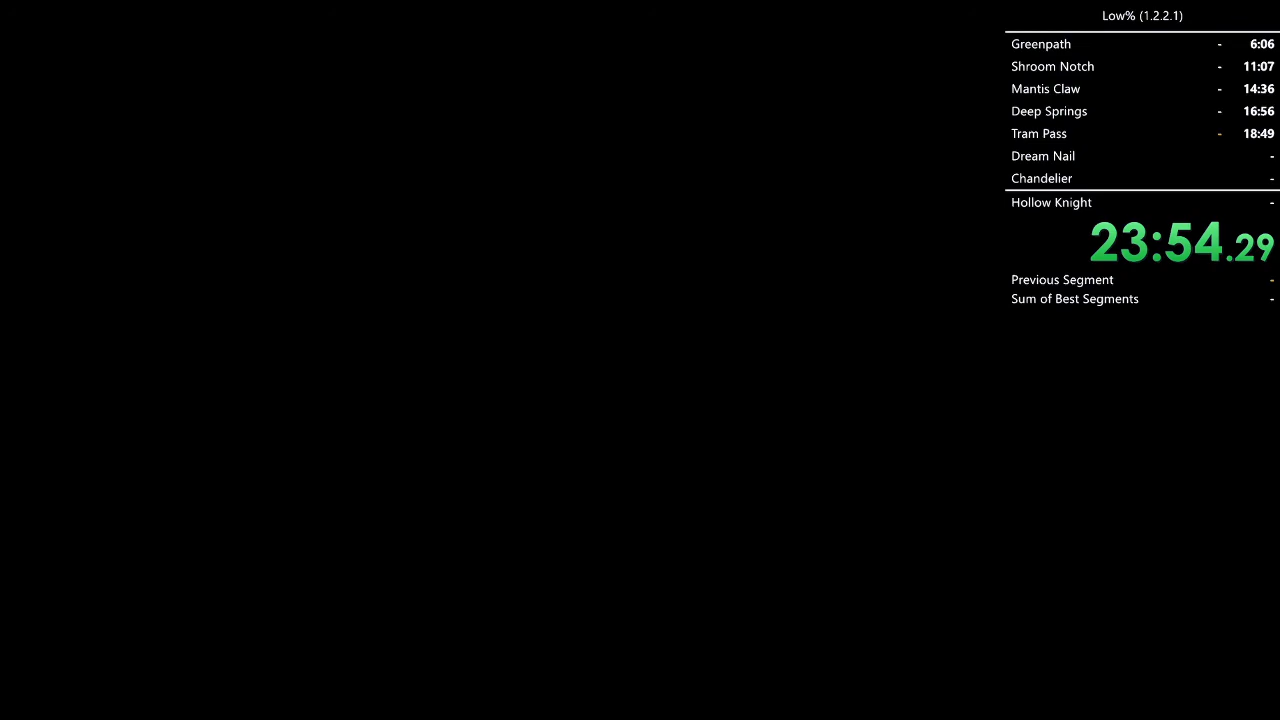 Low% (1.2.2.1)
Greenpath - 6:06
Shroom Notch - 11:07
Mantis Claw - 14:36
Deep Springs - 16:56
Tram Pass - 18:49
Dream Nail -
Chandelier -
Hollow Knight -
23:54.29
Previous Segment -
Sum of Best Segments -